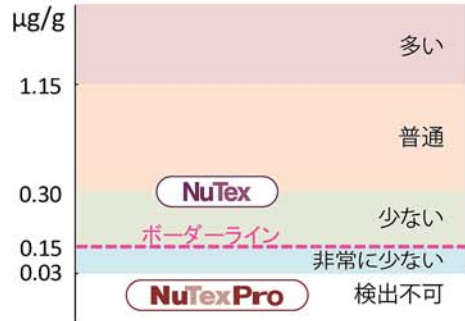 μg/g
多い
1.15
普通
0.30
NuTex
少ない
ボーダーライン
0.15
非常に少ない
0.03
NuTexPro
検出不可